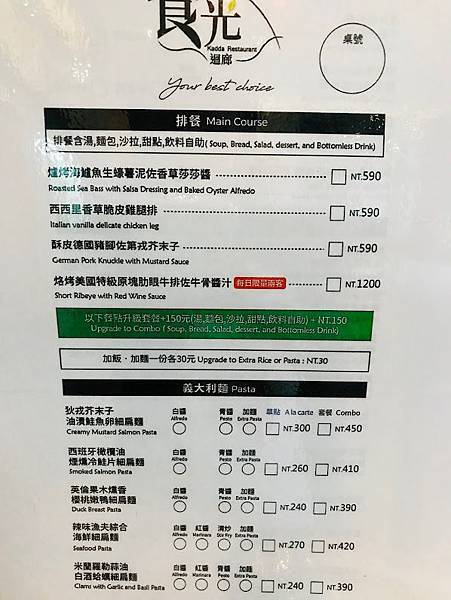 食光
Kadda Restaurant
迴廊
桌號
Your best choice
排餐 Main Course
排餐含湯,麵包,沙拉,甜點,飲料自助( Soup, Bread, Salad, dessert, and Bottomless Drink)
爐烤海鱸魚生蠔薯泥佐香草莎莎醬 NT.590
Roasted Sea Bass with Salsa Dressing and Baked Oyster Alfredo
西西里香草脆皮雞腿排 NT.590
Italian vanilla delicate chicken leg
酥皮德國豬腳佐第戎芥末子 NT.590
German Pork Knuckle with Mustard Sauce
烙烤美國特級原塊肋眼牛排佐牛骨醬汁 每日限量兩客 NT.1200
Short Ribeye with Red Wine Sauce
以下餐點升級套餐+150元(湯,麵包,沙拉,甜點,飲料自助) + NT.150
Upgrade to Combo ( Soup, Bread, Salad, dessert, and Bottomless Drink)
加飯．加麵一份各30元 Upgrade to Extra Rice or Pasta : NT.30
義大利麵 Pasta
狄戎芥末子 白醬 青醬 加麵 單點 A la carte 套餐 Combo
油漬鮭魚卵細扁麵 Alfredo Pesto Extra Pasta NT.300 NT.450
Creamy Mustard Salmon Pasta
西班牙橄欖油 白醬 青醬 加麵
煙燻冷鮭片細扁麵 Alfredo Pesto Extra Pasta NT.260 NT.410
Smoked Salmon Pasta
英倫果木燻香 白醬 青醬 加麵
櫻桃嫩鴨細扁麵 Alfredo Pesto Extra Pasta NT.240 NT.390
Duck Breast Pasta
辣味漁夫綜合 白醬 紅醬 清炒 加麵
海鮮細扁麵 Alfredo Marinara Stir Fry Extra Pasta NT.270 NT.420
Seafood Pasta
米蘭羅勒蒜油 白醬 紅醬 青醬 加麵
白酒蛤蠣細扁麵 Alfredo Marinara Pesto Extra Pasta NT.240 NT.390
Clams with Garlic and Basil Pasta